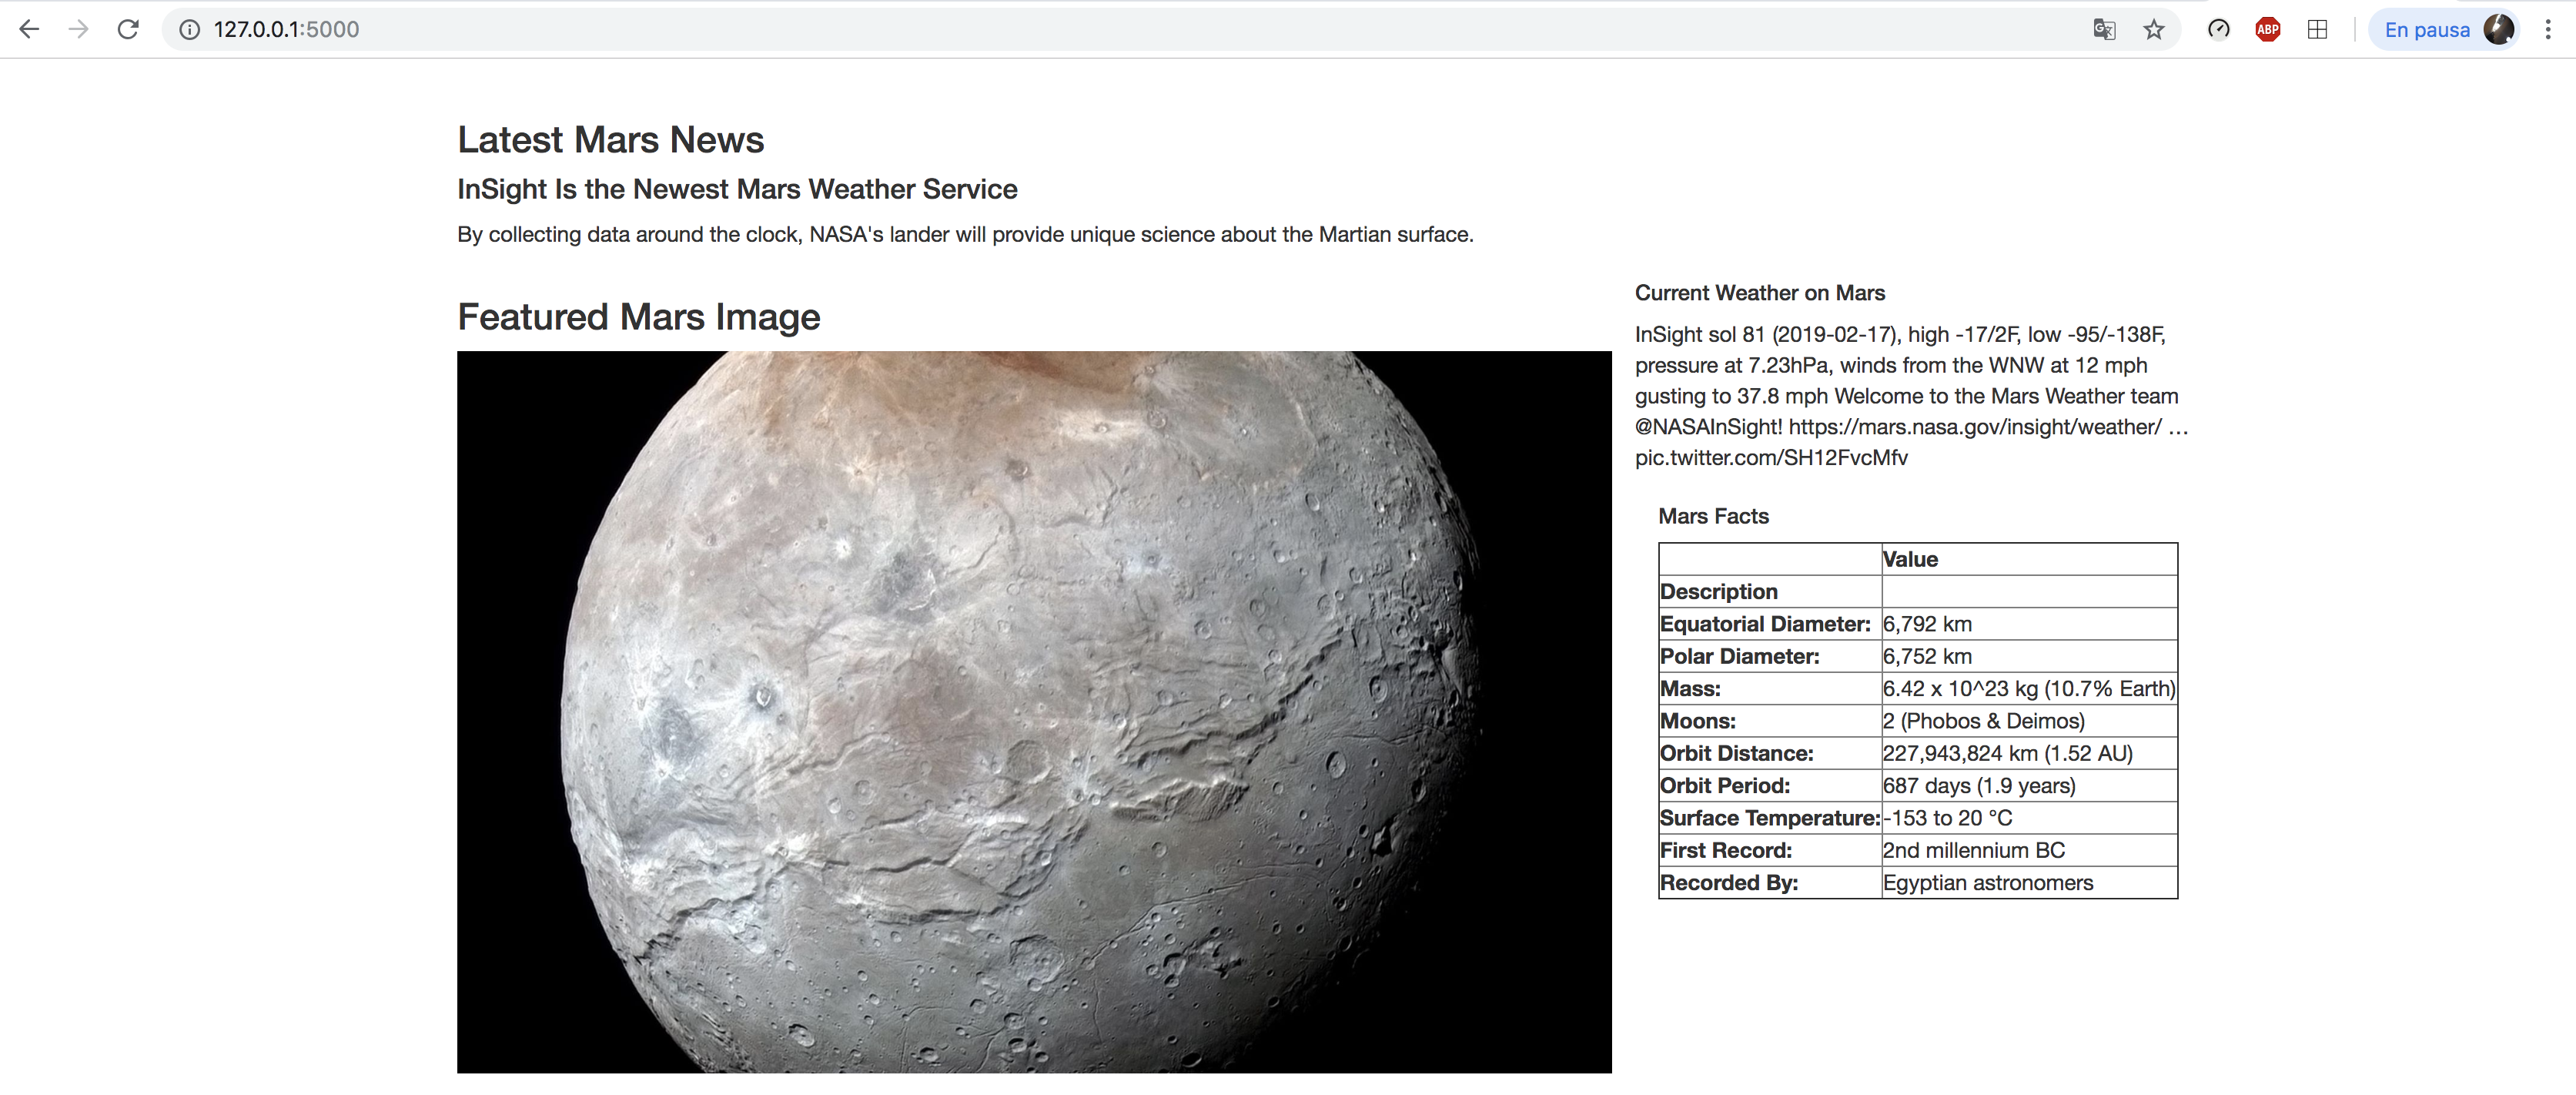 127.0.0.1:5000
ABP
En pausa
Latest Mars News
InSight Is the Newest Mars Weather Service
By collecting data around the clock, NASA's lander will provide unique science about the Martian surface.
Featured Mars Image
Current Weather on Mars
InSight sol 81 (2019-02-17), high -17/2F, low -95/-138F,
pressure at 7.23hPa, winds from the WNW at 12 mph
gusting to 37.8 mph Welcome to the Mars Weather team
@NASAInSight! https://mars.nasa.gov/insight/weather/ …
pic.twitter.com/SH12FvcMfv
Mars Facts
Value
Description
Equatorial Diameter: 6,792 km
Polar Diameter: 6,752 km
Mass: 6.42 x 10^23 kg (10.7% Earth)
Moons: 2 (Phobos & Deimos)
Orbit Distance: 227,943,824 km (1.52 AU)
Orbit Period: 687 days (1.9 years)
Surface Temperature: -153 to 20 °C
First Record: 2nd millennium BC
Recorded By: Egyptian astronomers